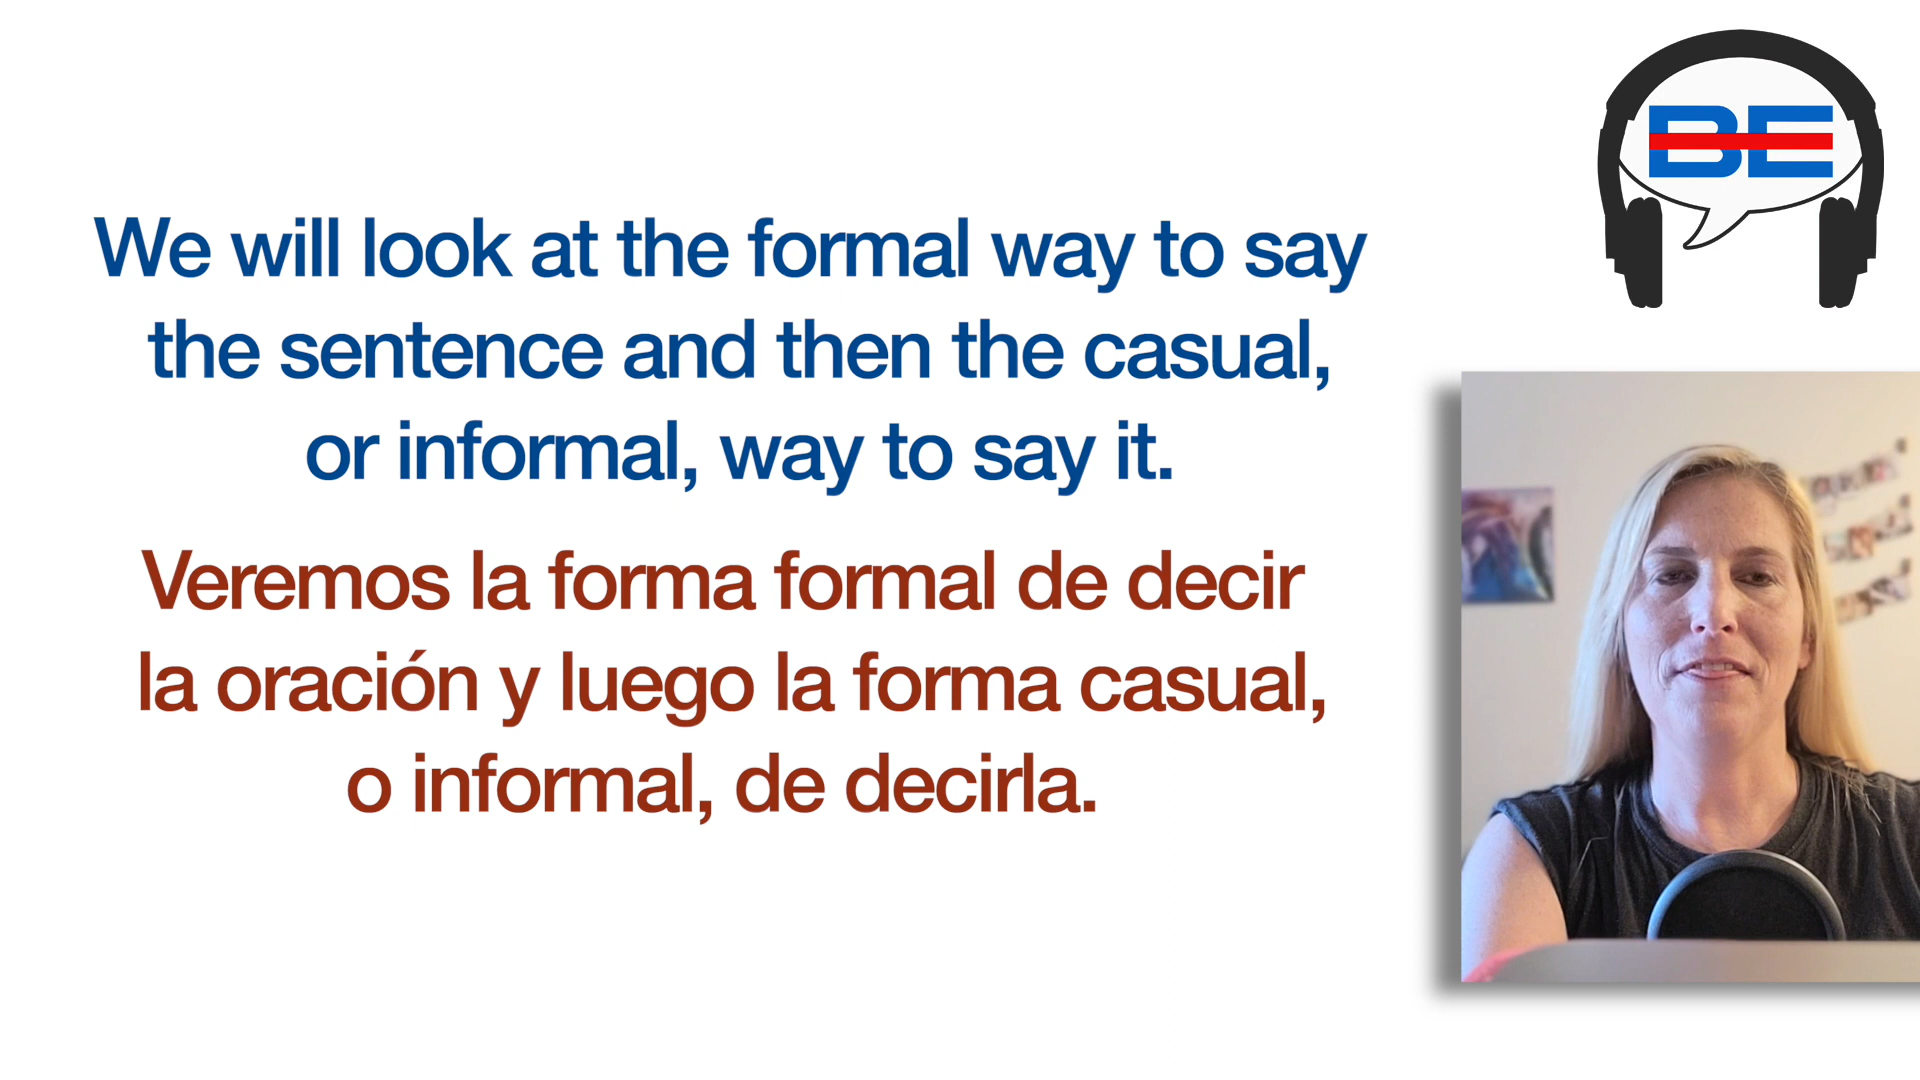 BE
We will look at the formal way to say
the sentence and then the casual,
or informal, way to say it.
Veremos la forma formal de decir
la oración y luego la forma casual,
o informal, de decirla.